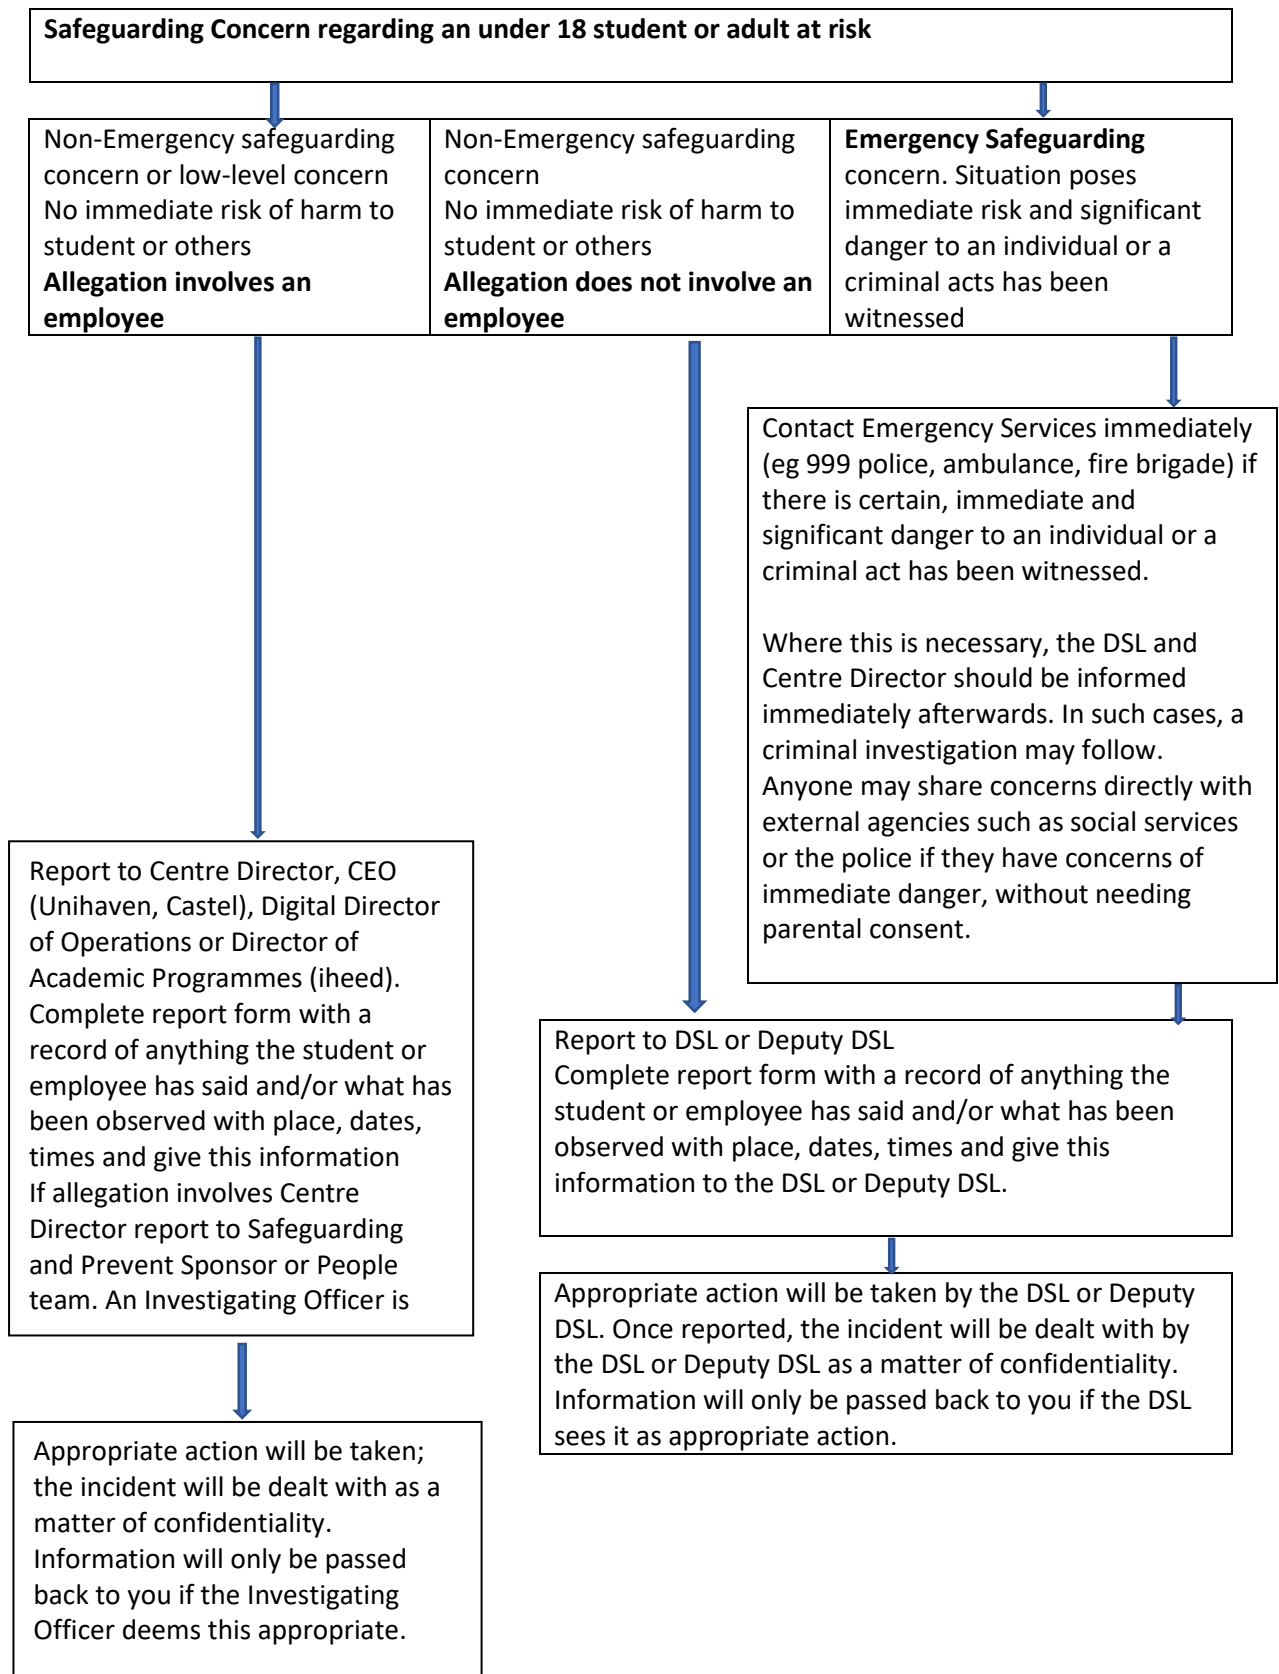 Safeguarding Concern regarding an under 18 student or adult at risk
Non-Emergency safeguarding
concern or low-level concern
No immediate risk of harm to
student or others
Allegation involves an
employee
Non-Emergency safeguarding
concern
No immediate risk of harm to
student or others
Allegation does not involve an
employee
Emergency Safeguarding
concern. Situation poses
immediate risk and significant
danger to an individual or a
criminal acts has been
witnessed
Contact Emergency Services immediately
(eg 999 police, ambulance, fire brigade) if
there is certain, immediate and
significant danger to an individual or a
criminal act has been witnessed.
Where this is necessary, the DSL and
Centre Director should be informed
immediately afterwards. In such cases, a
criminal investigation may follow.
Anyone may share concerns directly with
external agencies such as social services
or the police if they have concerns of
immediate danger, without needing
parental consent.
Report to Centre Director, CEO
(Unihaven, Castel), Digital Director
of Operations or Director of
Academic Programmes (iheed).
Complete report form with a
record of anything the student or
employee has said and/or what has
been observed with place, dates,
times and give this information
If allegation involves Centre
Director report to Safeguarding
and Prevent Sponsor or People
team. An Investigating Officer is
Report to DSL or Deputy DSL
Complete report form with a record of anything the
student or employee has said and/or what has been
observed with place, dates, times and give this
information to the DSL or Deputy DSL.
Appropriate action will be taken by the DSL or Deputy
DSL. Once reported, the incident will be dealt with by
the DSL or Deputy DSL as a matter of confidentiality.
Information will only be passed back to you if the DSL
sees it as appropriate action.
Appropriate action will be taken;
the incident will be dealt with as a
matter of confidentiality.
Information will only be passed
back to you if the Investigating
Officer deems this appropriate.